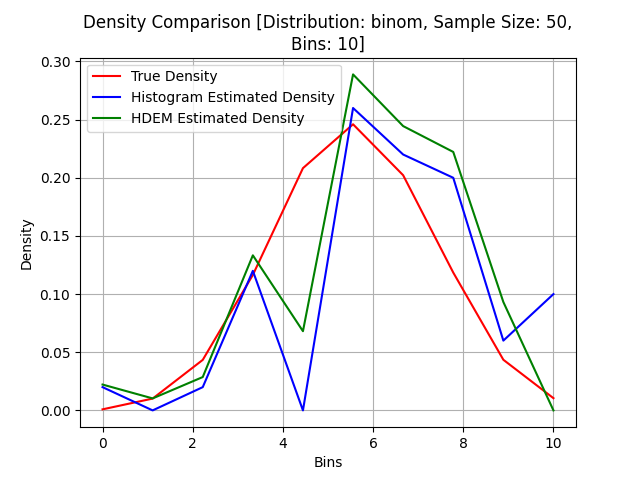 Density Comparison [Distribution: binom, Sample Size: 50,
Bins: 10]
True Density
Histogram Estimated Density
HDEM Estimated Density
0.30
0.25
0.20
0.15
0.10
0.05
0.00
Density
0 2 4 6 8 10
Bins